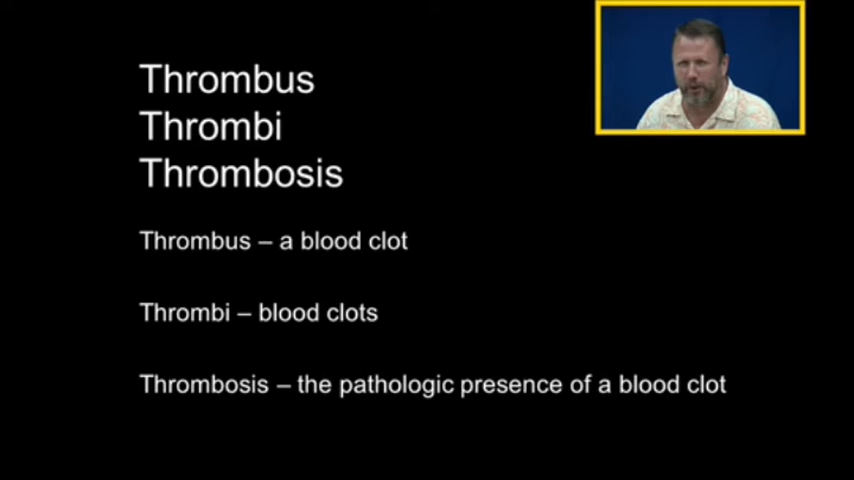 Thrombus
Thrombi
Thrombosis
Thrombus – a blood clot
Thrombi – blood clots
Thrombosis – the pathologic presence of a blood clot